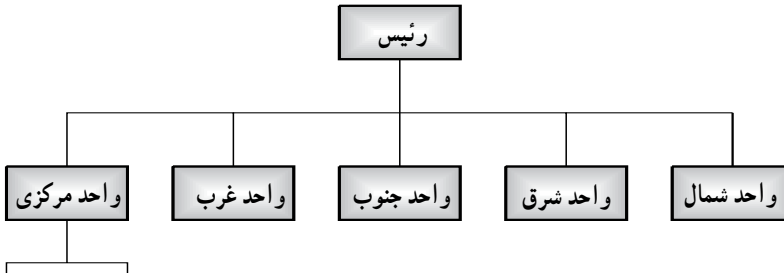 رئیس
واحد شمال
واحد شرق
واحد جنوب
واحد غرب
واحد مرکزی